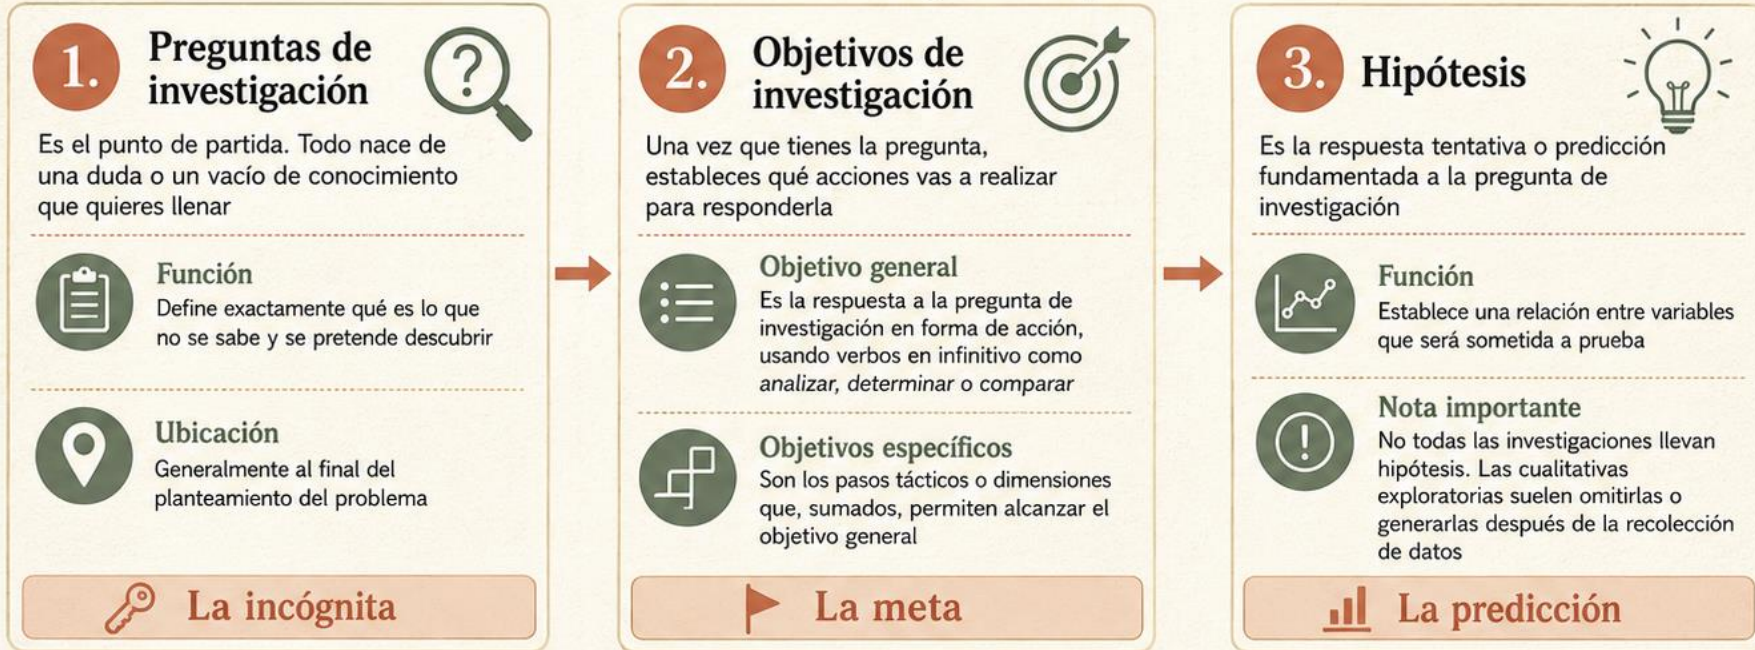 1.
Preguntas de
investigación
?
Es el punto de partida. Todo nace de
una duda o un vacío de conocimiento
que quieres llenar
Función
Define exactamente qué es lo que
no se sabe y se pretende descubrir
Ubicación
Generalmente al final del
planteamiento del problema
La incógnita
2.
Objetivos de
investigación
Una vez que tienes la pregunta,
estableces qué acciones vas a realizar
para responderla
Objetivo general
Es la respuesta a la pregunta de
investigación en forma de acción,
usando verbos en infinitivo como
analizar, determinar o comparar
Objetivos específicos
Son los pasos tácticos o dimensiones
que, sumados, permiten alcanzar el
objetivo general
La meta
3.
Hipótesis
Es la respuesta tentativa o predicción
fundamentada a la pregunta de
investigación
Función
Establece una relación entre variables
que será sometida a prueba
!
Nota importante
No todas las investigaciones llevan
hipótesis. Las cualitativas
exploratorias suelen omitirlas o
generarlas después de la recolección
de datos
La predicción